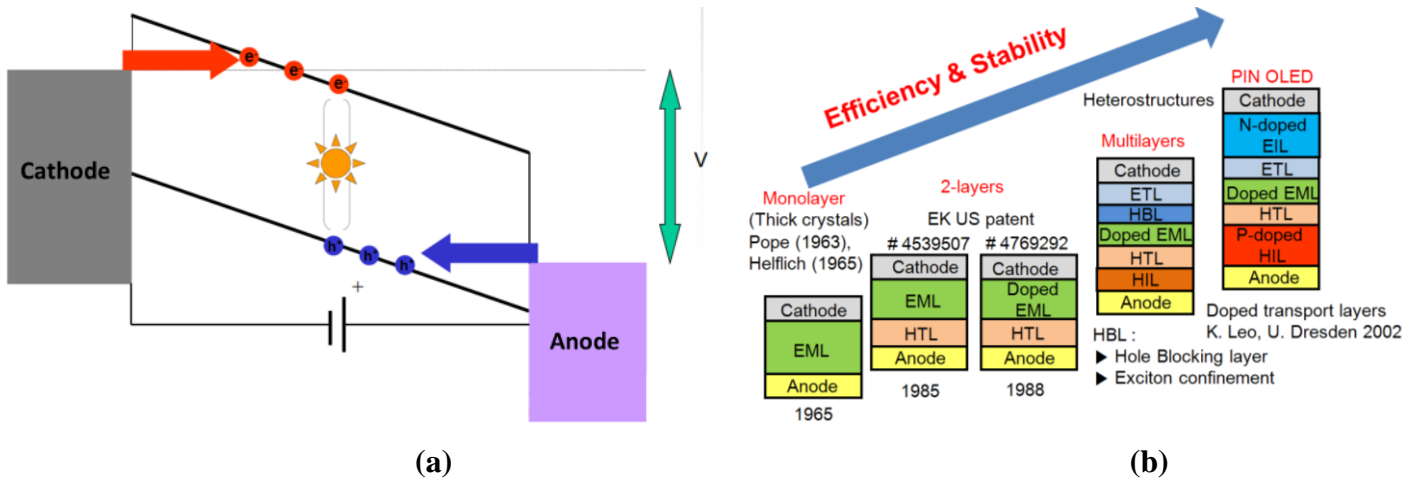 Cathode
e-
e-
e-
V
h+
h+
h+
+
Anode
(a)
Efficiency & Stability
Monolayer
(Thick crystals)
Pope (1963),
Helflich (1965)
Cathode
EML
Anode
1965
2-layers
EK US patent
# 4539507
# 4769292
Cathode
EML
HTL
Anode
1985
Cathode
Doped
EML
HTL
Anode
1988
Heterostructures
Multilayers
Cathode
ETL
HBL
Doped EML
HTL
HIL
Anode
HBL :
▶ Hole Blocking layer
▶ Exciton confinement
PIN OLED
Cathode
N-doped
EIL
ETL
Doped EML
HTL
P-doped
HIL
Anode
Doped transport layers
K. Leo, U. Dresden 2002
(b)